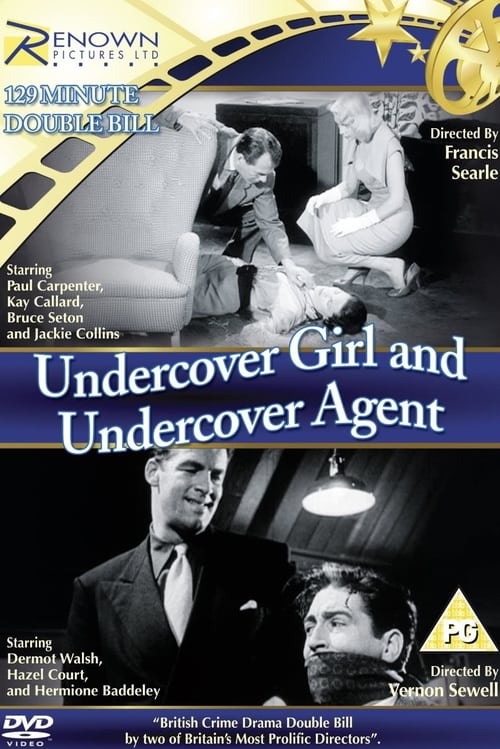 RENOWN
PICTURES LTD
129 MINUTE
DOUBLE BILL
Directed By
Francis
Searle
Starring
Paul Carpenter,
Kay Callard,
Bruce Seton
and Jackie Collins
Undercover Girl and
Undercover Agent
Starring
Dermot Walsh,
Hazel Court,
and Hermione Baddeley
PG
Directed By
Vernon Sewell
DVD
VIDEO
“British Crime Drama Double Bill
by two of Britain's Most Prolific Directors”.